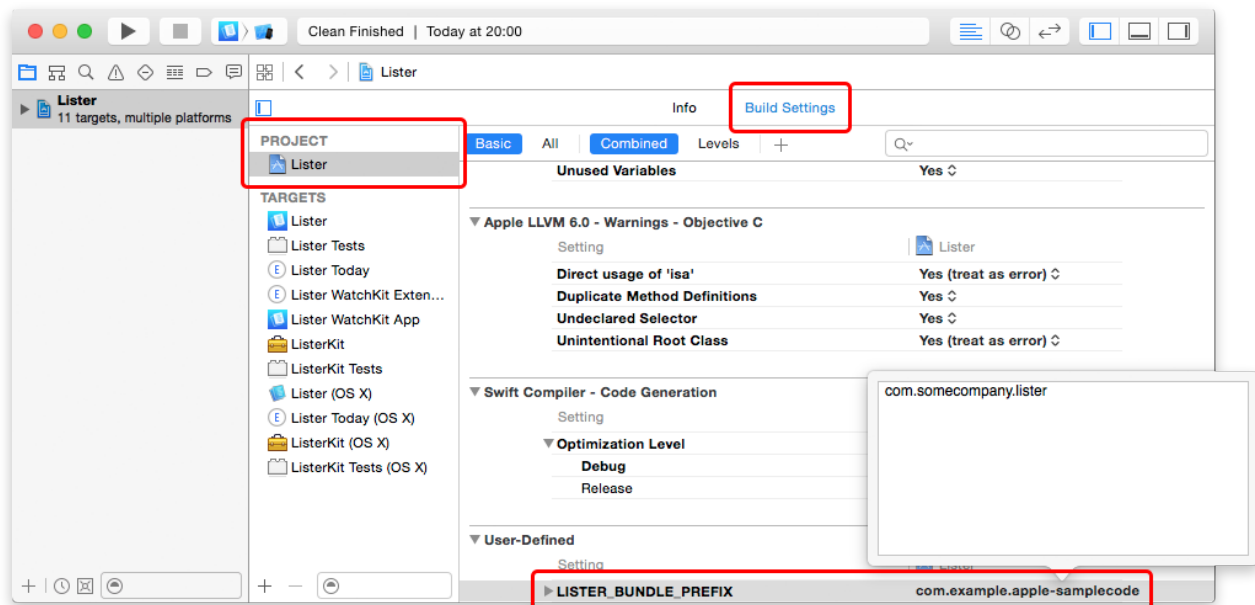 Clean Finished | Today at 20:00
Lister
Lister
11 targets, multiple platforms
Info Build Settings
PROJECT
Lister
TARGETS
Lister
Lister Tests
Lister Today
Lister WatchKit Exten...
Lister WatchKit App
ListerKit
ListerKit Tests
Lister (OS X)
Lister Today (OS X)
ListerKit (OS X)
ListerKit Tests (OS X)
Basic All Combined Levels
Unused Variables Yes
Apple LLVM 6.0 - Warnings - Objective C
Setting Lister
Direct usage of 'isa' Yes (treat as error)
Duplicate Method Definitions Yes
Undeclared Selector Yes
Unintentional Root Class Yes (treat as error)
Swift Compiler - Code Generation
Setting
Optimization Level
Debug
Release
com.somecompany.lister
User-Defined
Setting Lister
LISTER_BUNDLE_PREFIX com.example.apple-samplecode